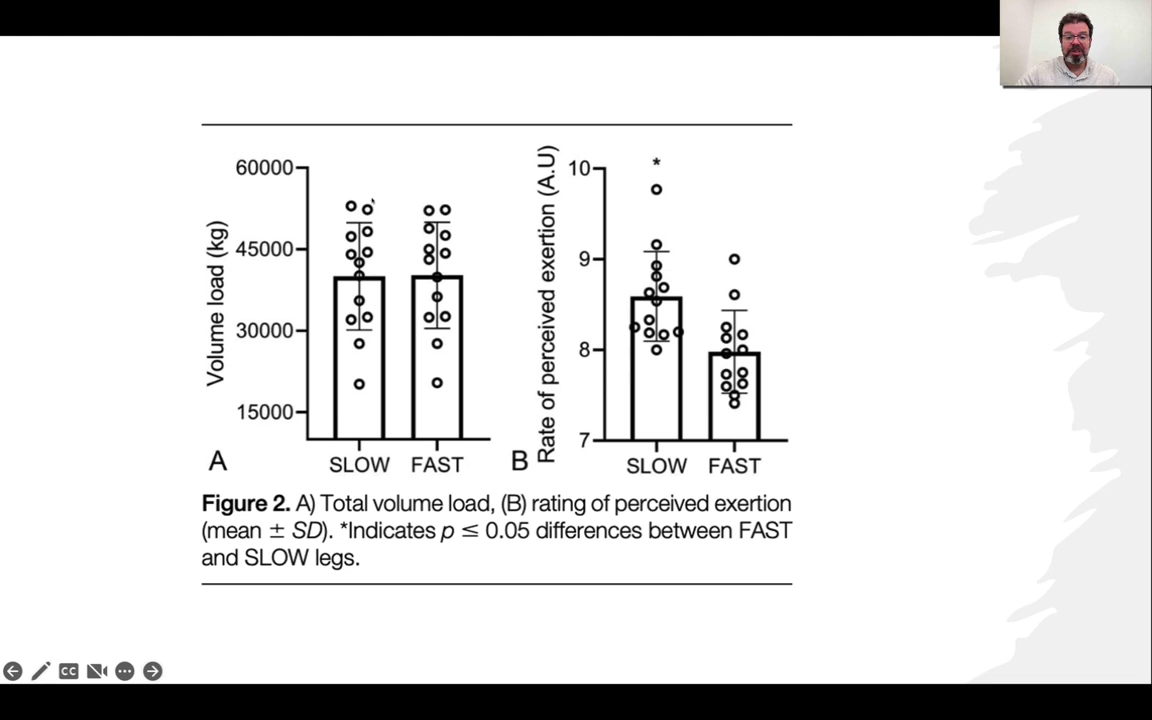 60000
45000
30000
15000
Volume load (kg)
SLOW FAST
A
*
10
9
8
7
Rate of perceived exertion (A.U)
SLOW FAST
B
Figure 2. A) Total volume load, (B) rating of perceived exertion
(mean ± SD). *Indicates p ≤ 0.05 differences between FAST
and SLOW legs.
CC